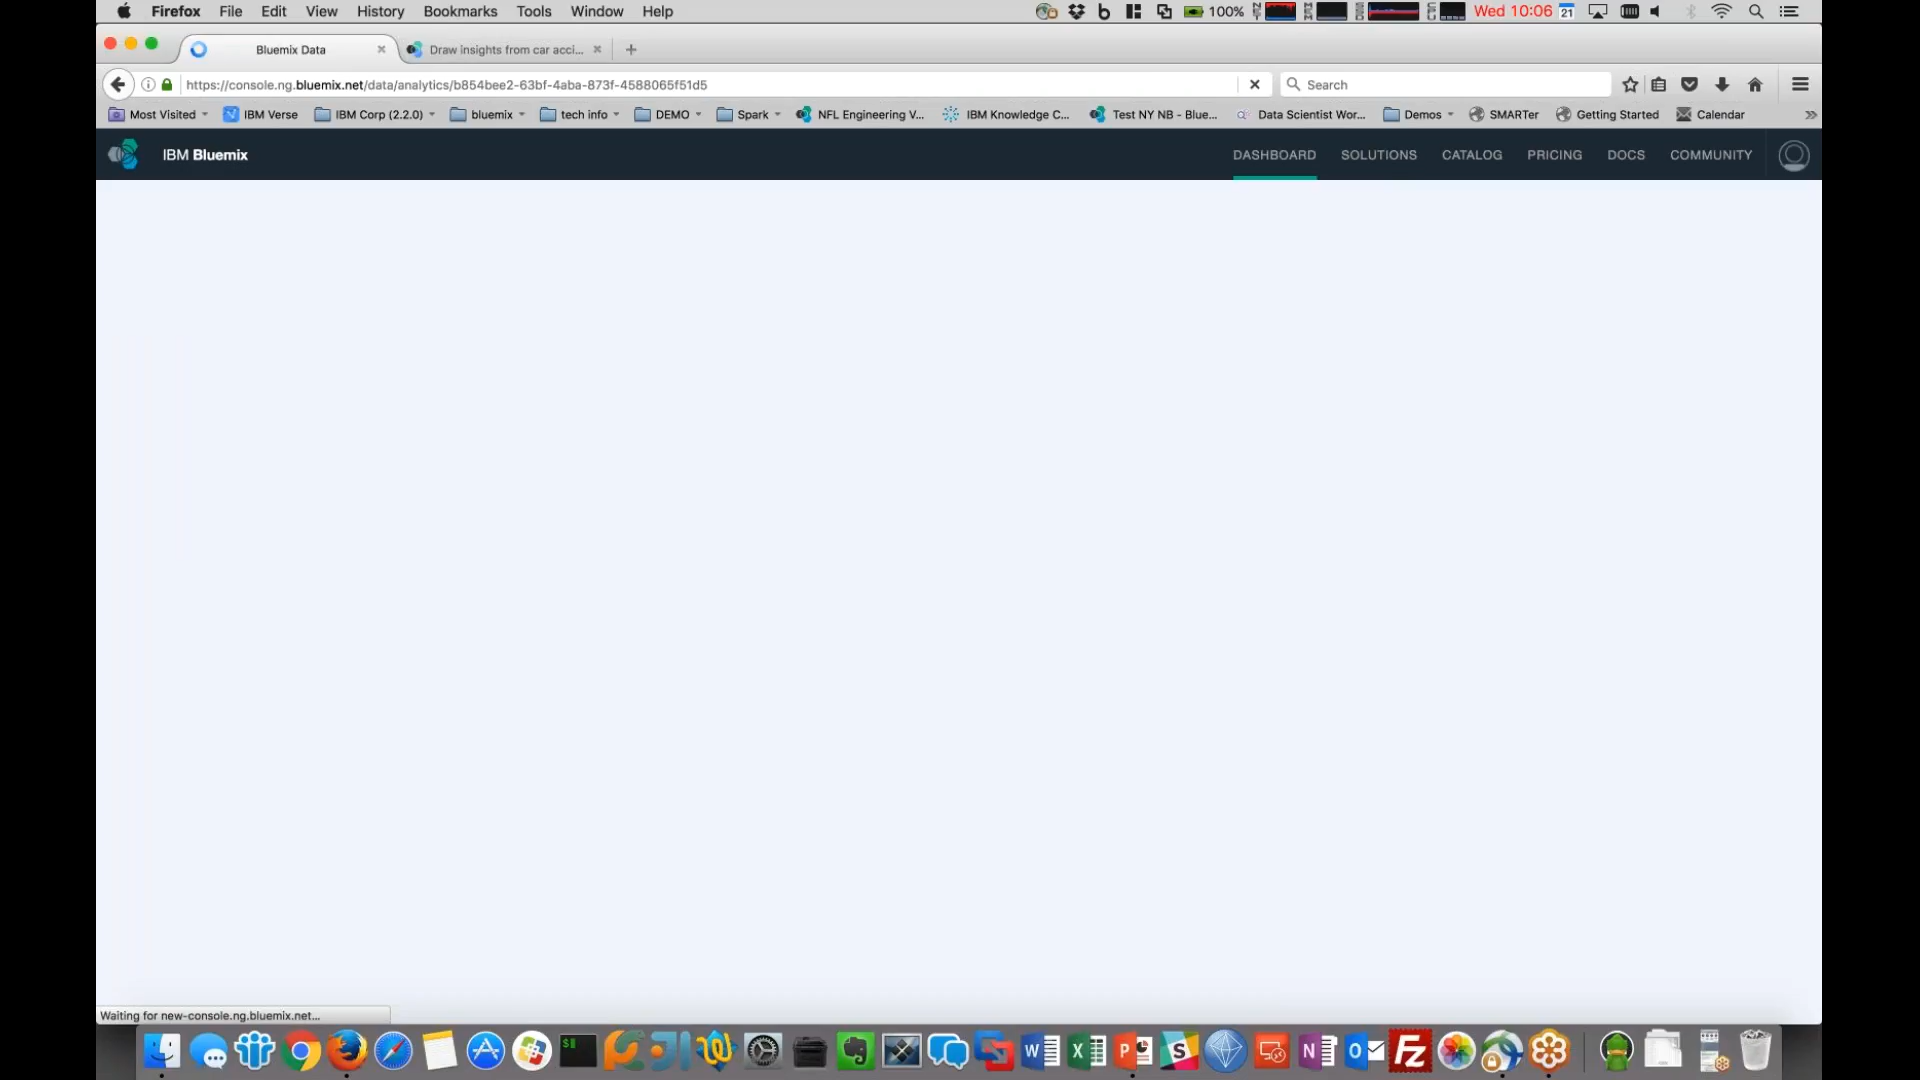 Firefox File Edit View History Bookmarks Tools Window Help 100% Wed 10:06 21
Bluemix Data Draw insights from car acci...
https://console.ng.bluemix.net/data/analytics/b854bee2-63bf-4aba-873f-4588065f51d5 Search
Most Visited IBM Verse IBM Corp (2.2.0) bluemix tech info DEMO Spark NFL Engineering V... IBM Knowledge C... Test NY NB - Blue... Data Scientist Wor... Demos SMARTer Getting Started Calendar
IBM Bluemix DASHBOARD SOLUTIONS CATALOG PRICING DOCS COMMUNITY
Waiting for new-console.ng.bluemix.net...